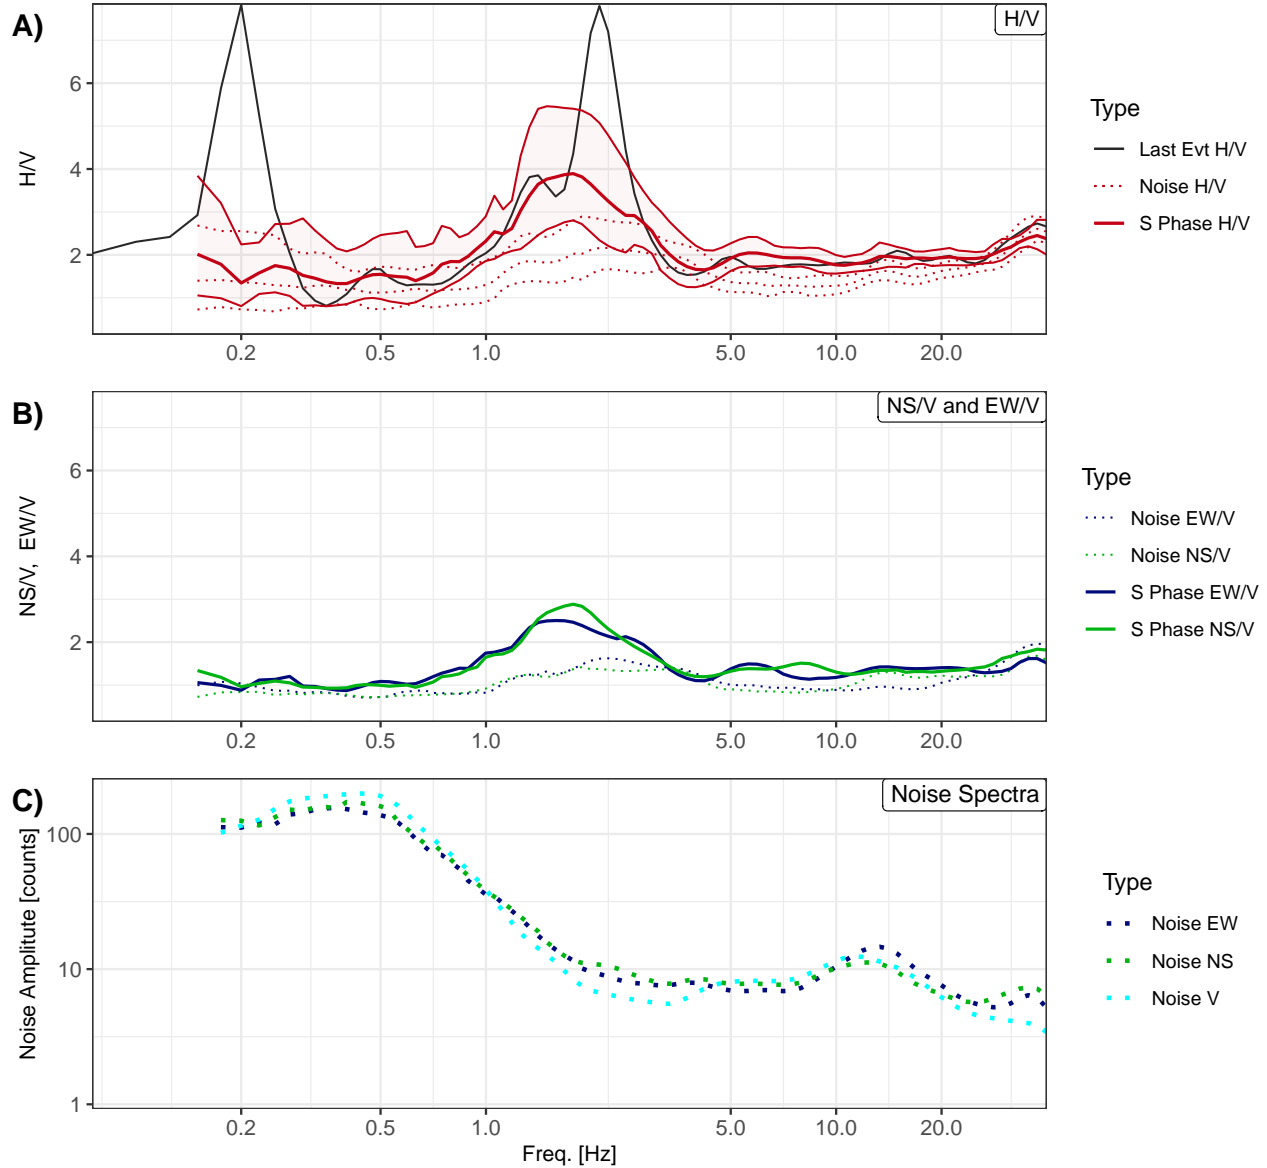 A)
H/V
H/V
6
4
2
0.2 0.5 1.0 5.0 10.0 20.0
Type
Last Evt H/V
Noise H/V
S Phase H/V
B)
NS/V and EW/V
NS/V, EW/V
6
4
2
0.2 0.5 1.0 5.0 10.0 20.0
Type
Noise EW/V
Noise NS/V
S Phase EW/V
S Phase NS/V
C)
Noise Spectra
Noise Amplitute [counts]
100
10
1
0.2 0.5 1.0 5.0 10.0 20.0
Freq. [Hz]
Type
Noise EW
Noise NS
Noise V